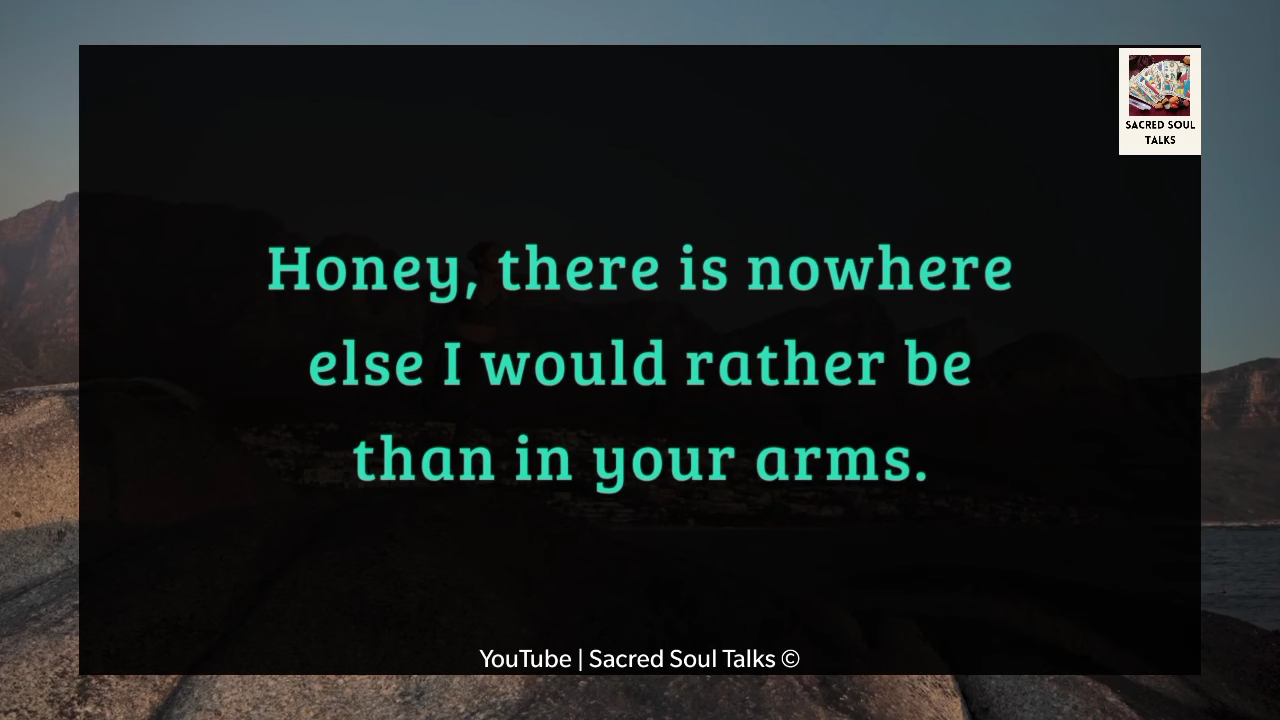 SACRED SOUL
TALKS
Honey, there is nowhere
else I would rather be
than in your arms.
YouTube | Sacred Soul Talks ©